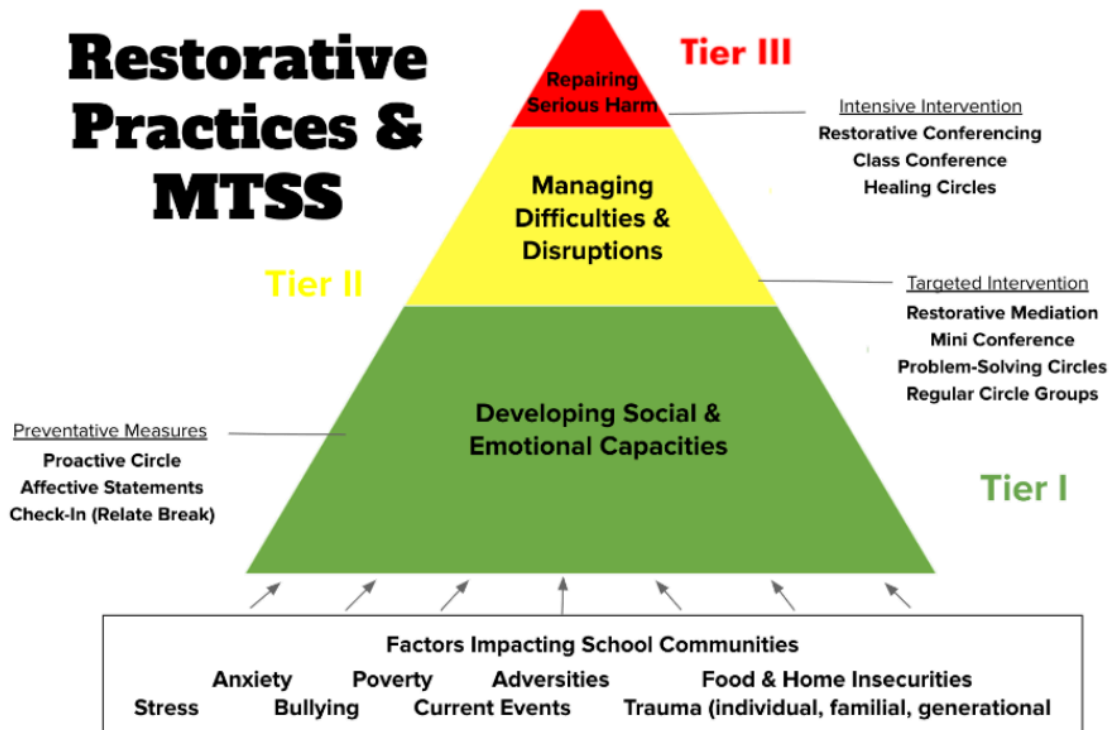 Restorative
Practices &
MTSS
Tier III
Repairing
Serious Harm
Intensive Intervention
Restorative Conferencing
Class Conference
Healing Circles
Managing
Difficulties &
Disruptions
Tier II
Targeted Intervention
Restorative Mediation
Mini Conference
Problem-Solving Circles
Regular Circle Groups
Developing Social &
Emotional Capacities
Preventative Measures
Proactive Circle
Affective Statements
Check-In (Relate Break)
Tier I
Factors Impacting School Communities
Anxiety Poverty Adversities Food & Home Insecurities
Stress Bullying Current Events Trauma (individual, familial, generational